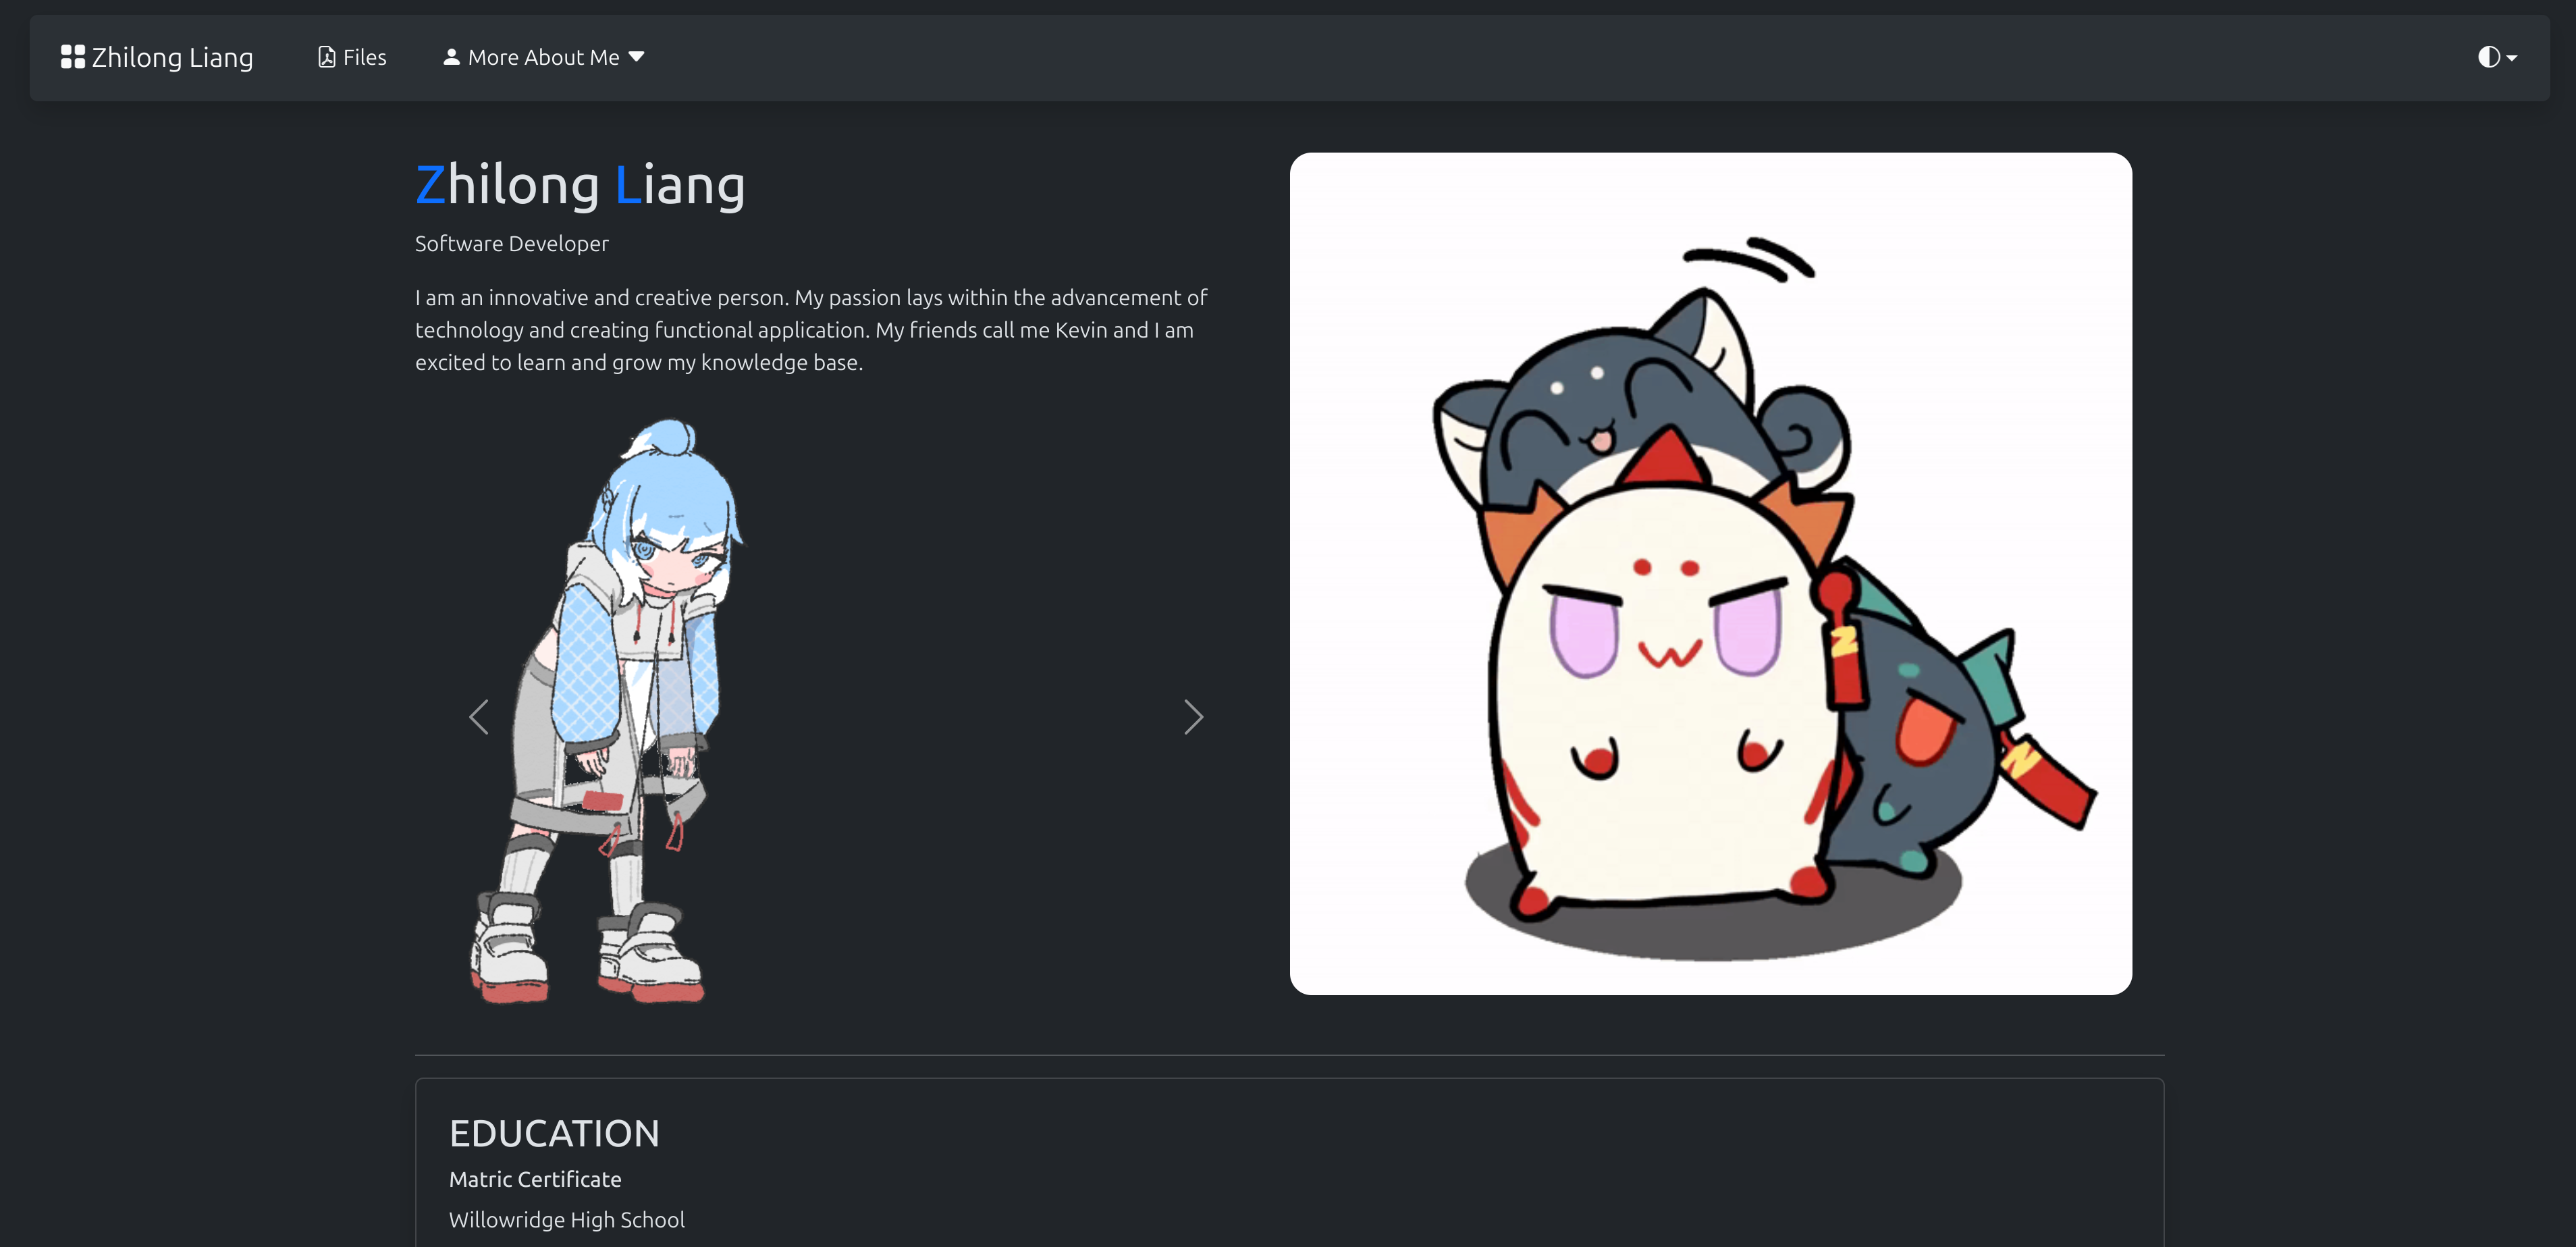 Zhilong Liang
Files
More About Me
Zhilong Liang
Software Developer
I am an innovative and creative person. My passion lays within the advancement of
technology and creating functional application. My friends call me Kevin and I am
excited to learn and grow my knowledge base.
EDUCATION
Matric Certificate
Willowridge High School